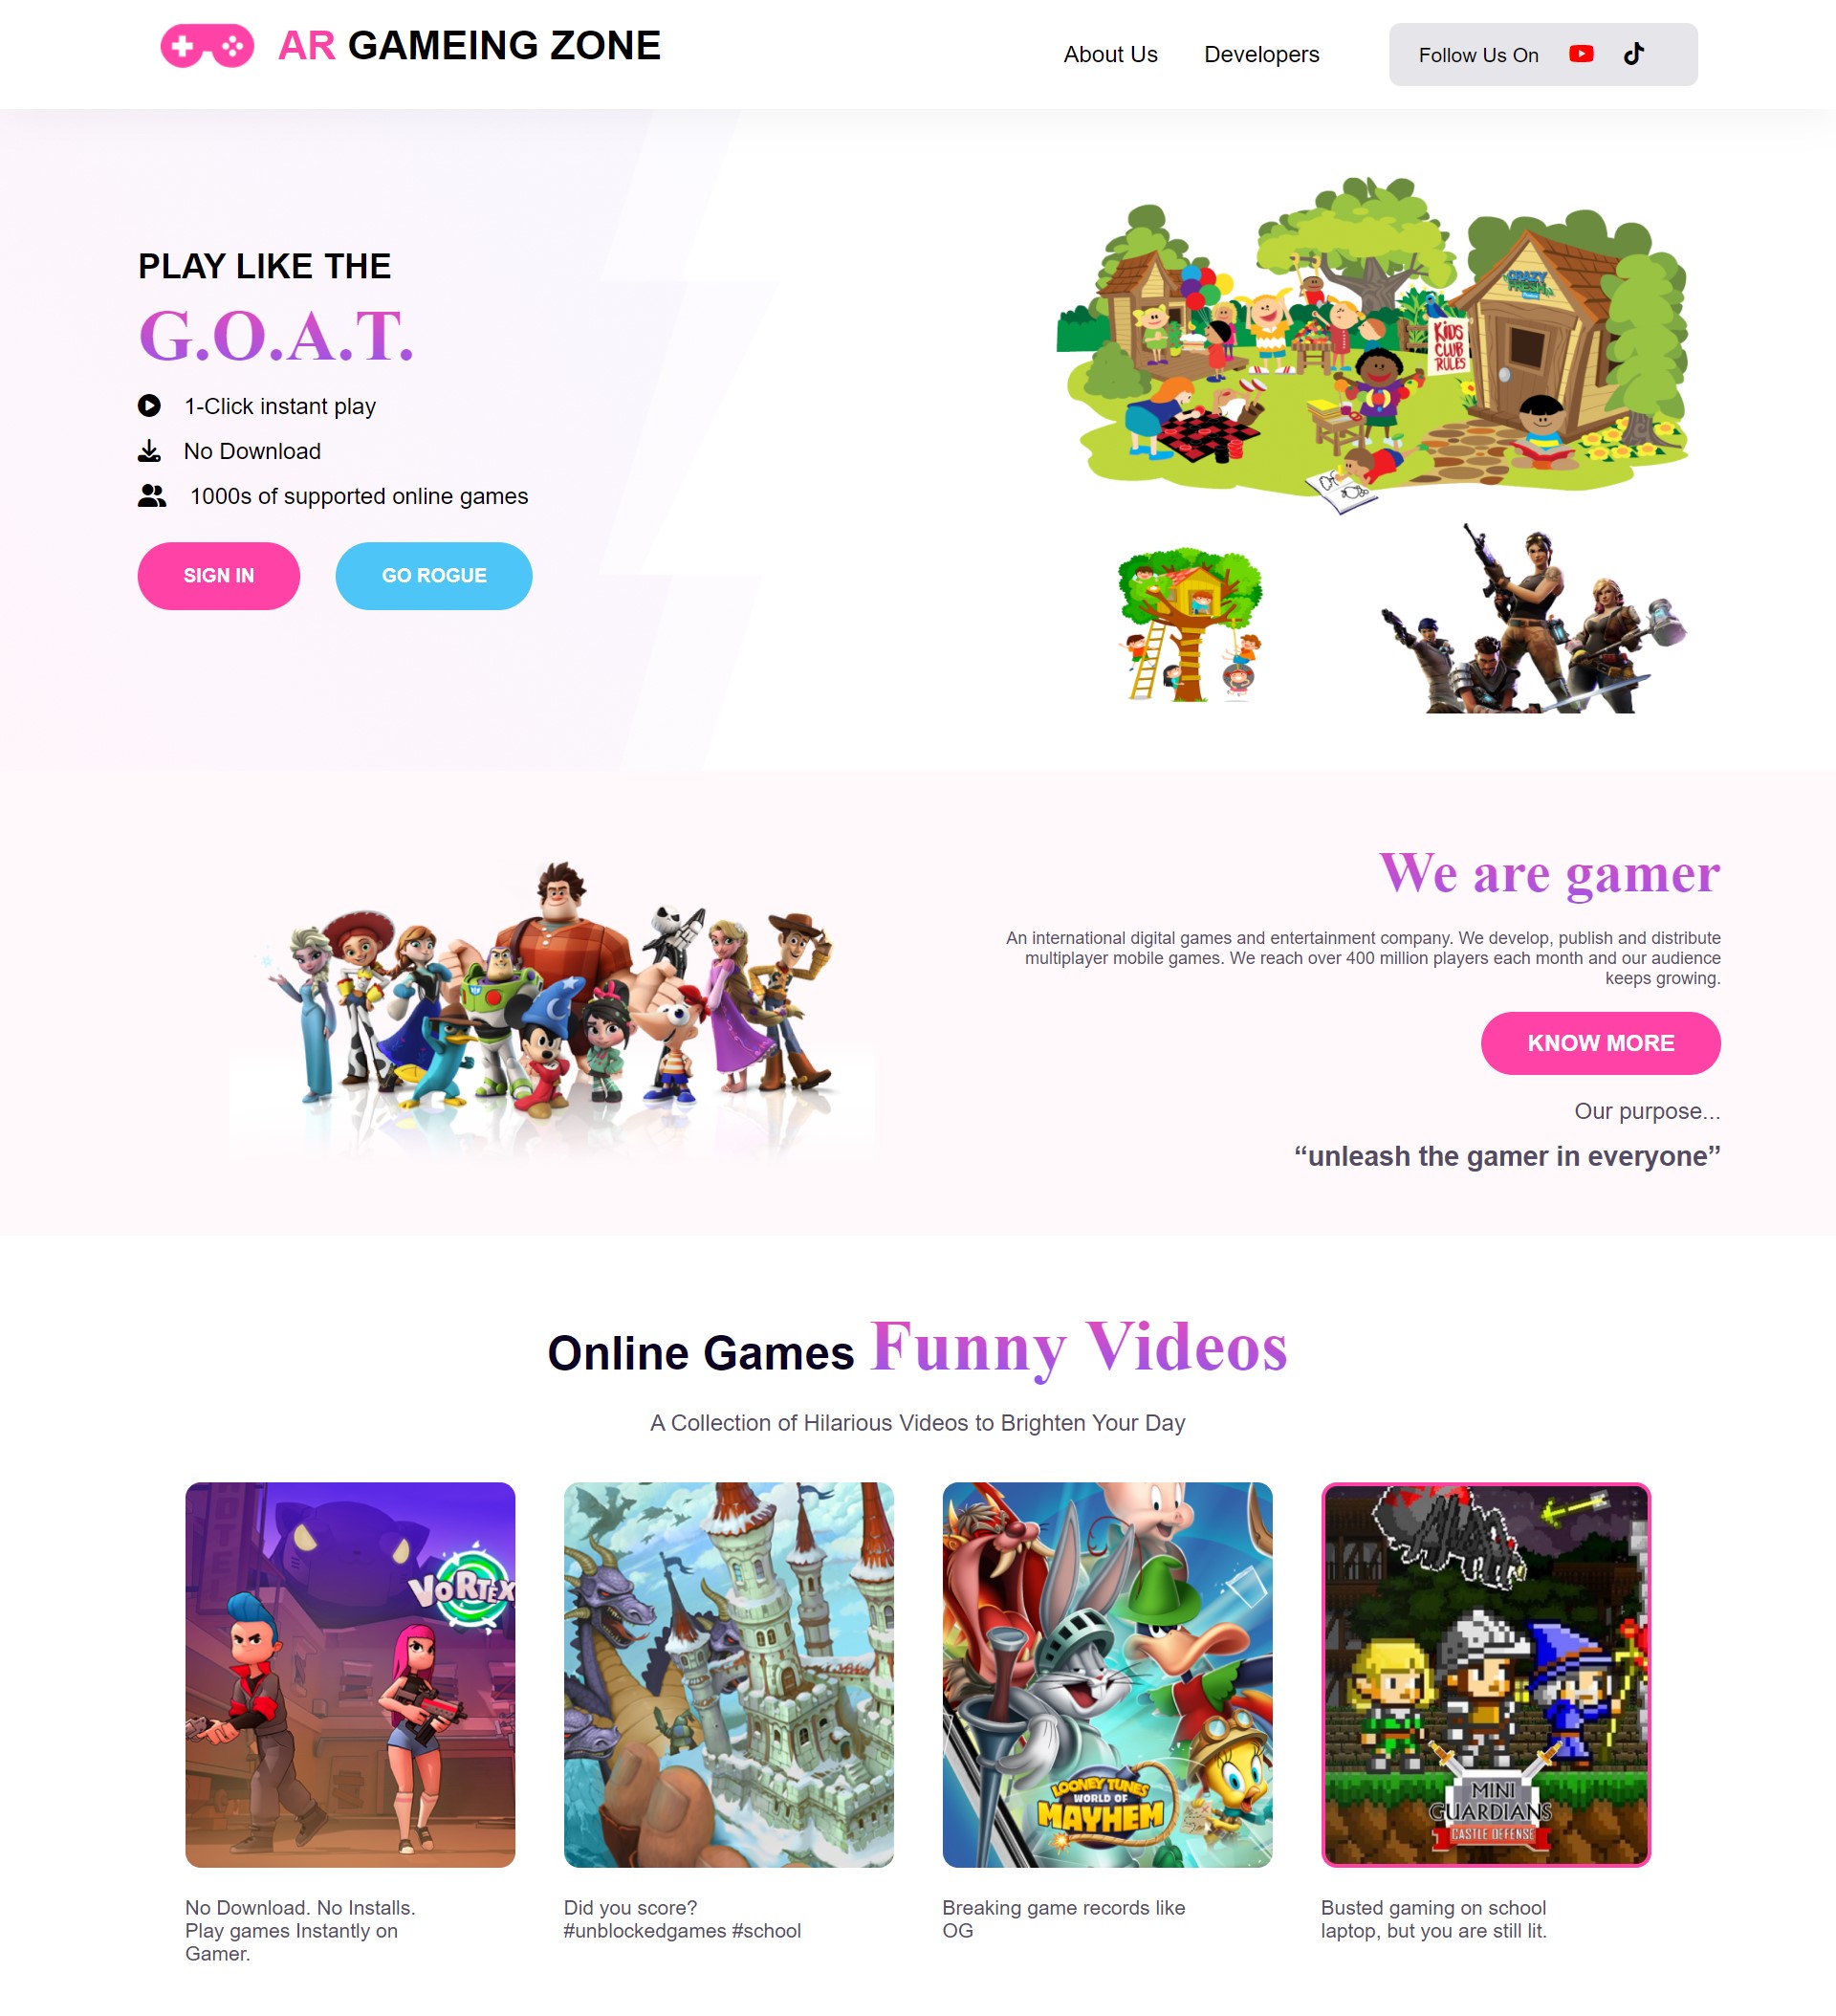 AR GAMEING ZONE
About Us
Developers
Follow Us On
PLAY LIKE THE
G.O.A.T.
1-Click instant play
No Download
1000s of supported online games
SIGN IN
GO ROGUE
CRAZY
FRESH
KiDS
CLUB
RULES
We are gamer
An international digital games and entertainment company. We develop, publish and distribute
multiplayer mobile games. We reach over 400 million players each month and our audience
keeps growing.
KNOW MORE
Our purpose...
“unleash the gamer in everyone”
Online Games Funny Videos
A Collection of Hilarious Videos to Brighten Your Day
HOTEL
VORTEX
LOONEY TUNES
WORLD OF
MAYHEM
MINI
GUARDIANS
CASTLE DEFENSE
No Download. No Installs.
Play games Instantly on
Gamer.
Did you score?
#unblockedgames #school
Breaking game records like
OG
Busted gaming on school
laptop, but you are still lit.